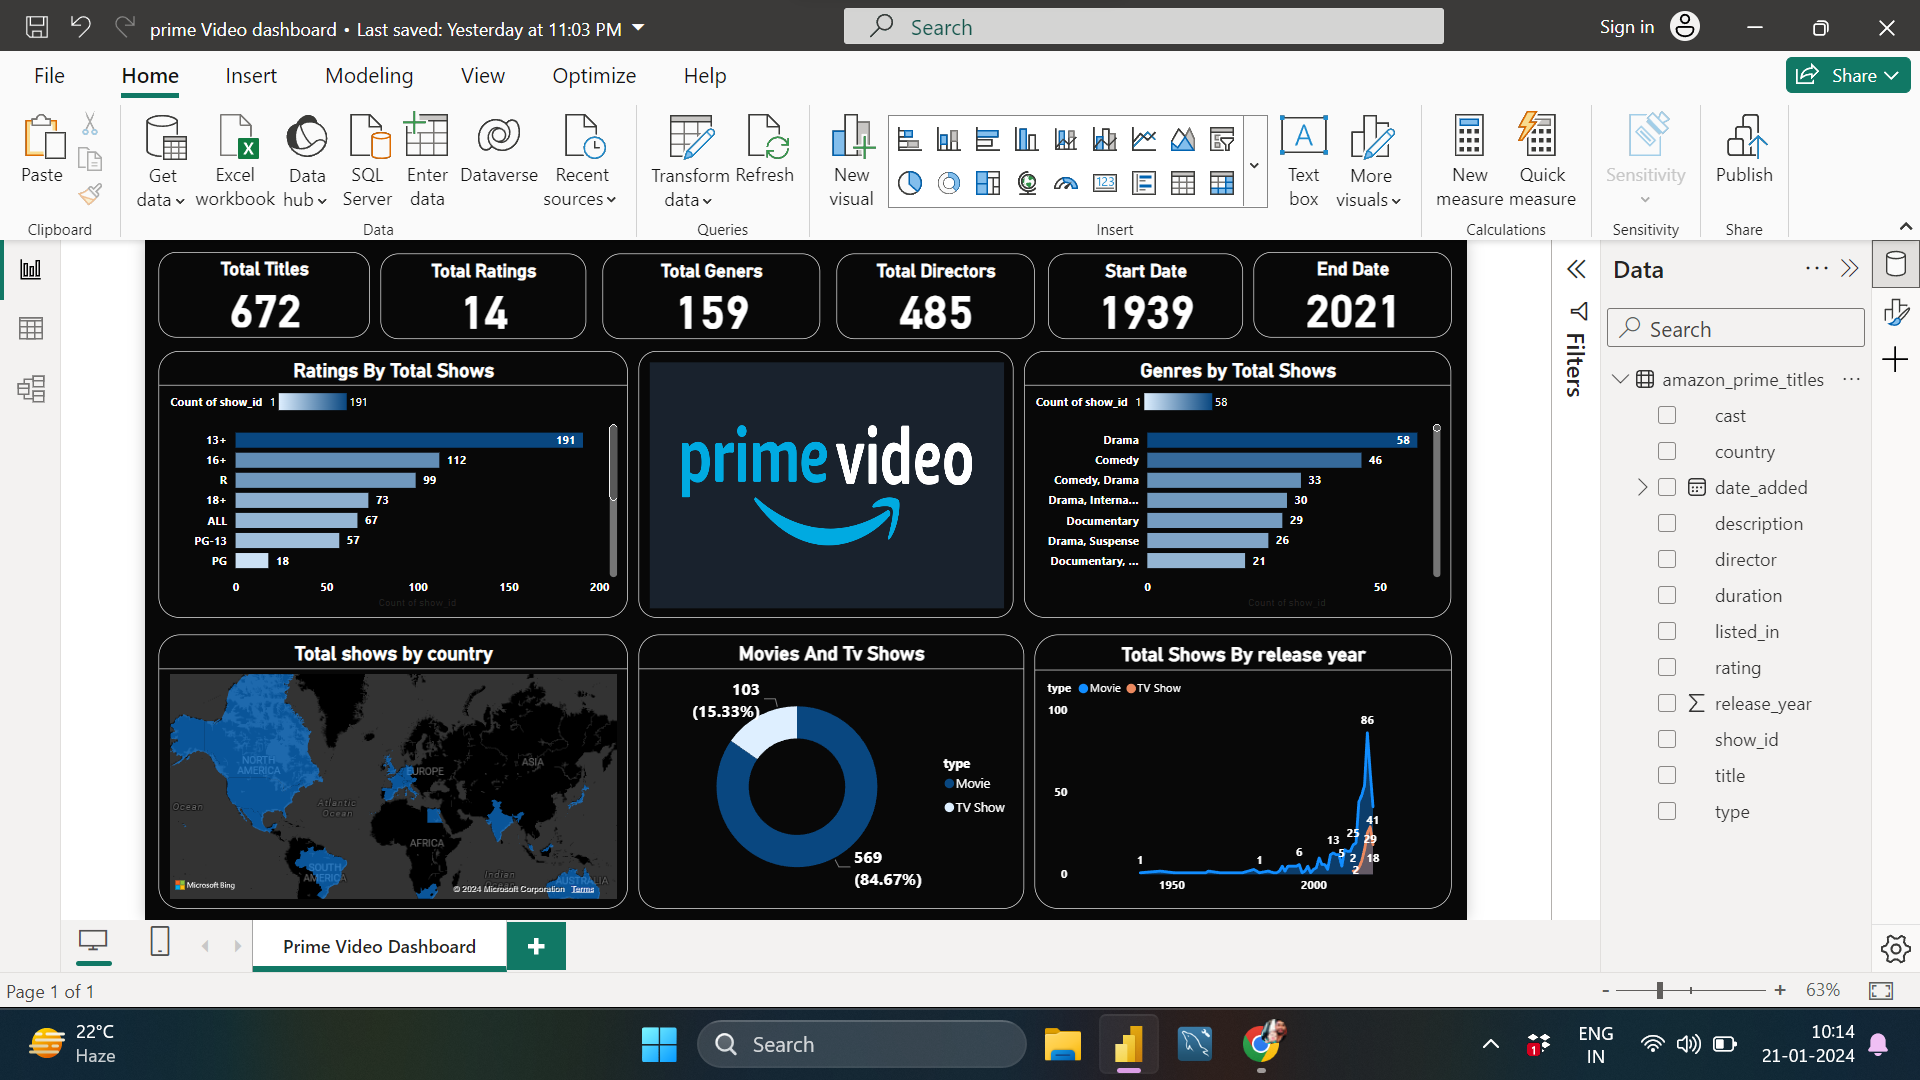 prime Video dashboard • Last saved: Yesterday at 11:03 PM
Search
Sign in
File
Home
Insert
Modeling
View
Optimize
Help
Share
Paste
Get data
Excel workbook
Data hub
SQL Server
Enter data
Dataverse
Recent sources
Transform data
Refresh
New visual
123
A
Text box
More visuals
New measure
Quick measure
Sensitivity
Publish
Clipboard
Data
Queries
Insert
Calculations
Sensitivity
Share
Total Titles
672
Total Ratings
14
Total Geners
159
Total Directors
485
Start Date
1939
End Date
2021
Ratings By Total Shows
Count of show_id 1 191
13+ 191
16+ 112
R 99
18+ 73
ALL 67
PG-13 57
PG 18
0 50 100 150 200
Count of show_id
prime video
Genres by Total Shows
Count of show_id 1 58
Drama 58
Comedy 46
Comedy, Drama 33
Drama, Interna... 30
Documentary 29
Drama, Suspense 26
Documentary, ... 21
0 50
Count of show_id
Total shows by country
NORTH AMERICA
EUROPE
ASIA
Ocean
Atlantic Ocean
AFRICA
SOUTH AMERICA
Indian
AUSTRALIA
Microsoft Bing
© 2024 Microsoft Corporation Terms
Movies And Tv Shows
103
(15.33%)
569
(84.67%)
type
Movie
TV Show
Total Shows By release year
type Movie TV Show
100
50
0
1
1
6
13
5
25
2
2
86
41
29
18
1950 2000
Filters
Data
Search
amazon_prime_titles
cast
country
date_added
description
director
duration
listed_in
rating
release_year
show_id
title
type
Prime Video Dashboard
Page 1 of 1
- + 63%
22°C
Haze
Search
1
ENG
IN
10:14
21-01-2024